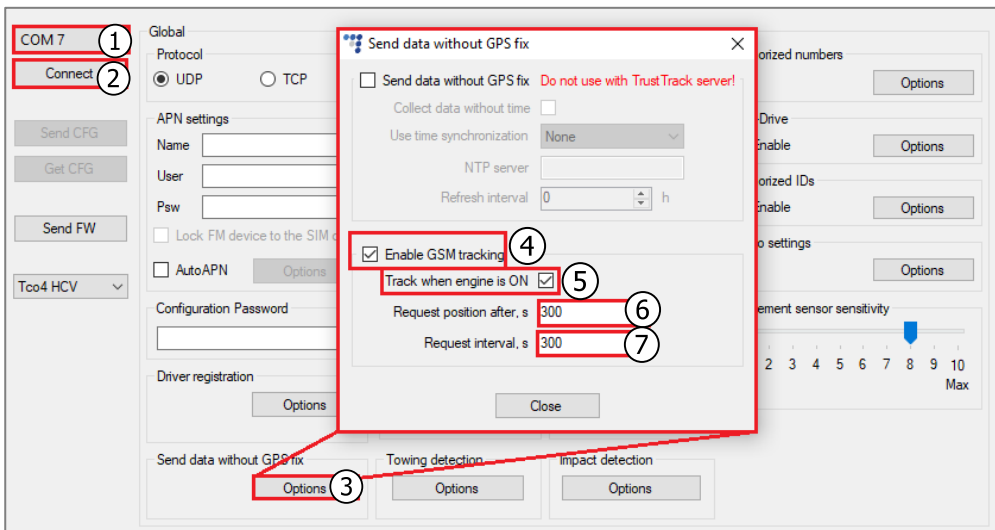 COM 7
1
Connect
2
Send CFG
Get CFG
Send FW
Tco4 HCV
Global
Protocol
UDP
TCP
APN settings
Name
User
Psw
Lock FM device to the SIM
AutoAPN
Options
Configuration Password
Driver registration
Options
Send data without GPS fix
Options
3
Towing detection
Options
Impact detection
Options
Send data without GPS fix
Send data without GPS fix Do not use with TrustTrack server!
Collect data without time
Use time synchronization None
NTP server
Refresh interval 0 h
Enable GSM tracking
4
Track when engine is ON
5
Request position after, s 300
6
Request interval, s 300
7
Close
orized numbers
Options
-Drive
Enable
Options
orized IDs
Enable
Options
o settings
Options
ement sensor sensitivity
2 3 4 5 6 7 8 9 10
Max